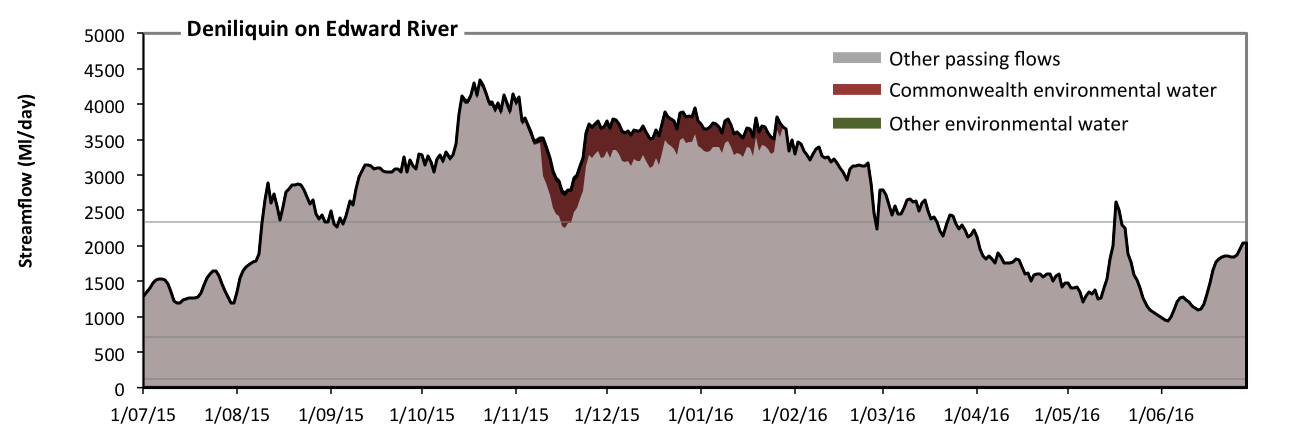 Deniliquin on Edward River
Streamflow (Ml/day)
5000
4500
4000
3500
3000
2500
2000
1500
1000
500
0
Other passing flows
Commonwealth environmental water
Other environmental water
1/07/15 1/08/15 1/09/15 1/10/15 1/11/15 1/12/15 1/01/16 1/02/16 1/03/16 1/04/16 1/05/16 1/06/16